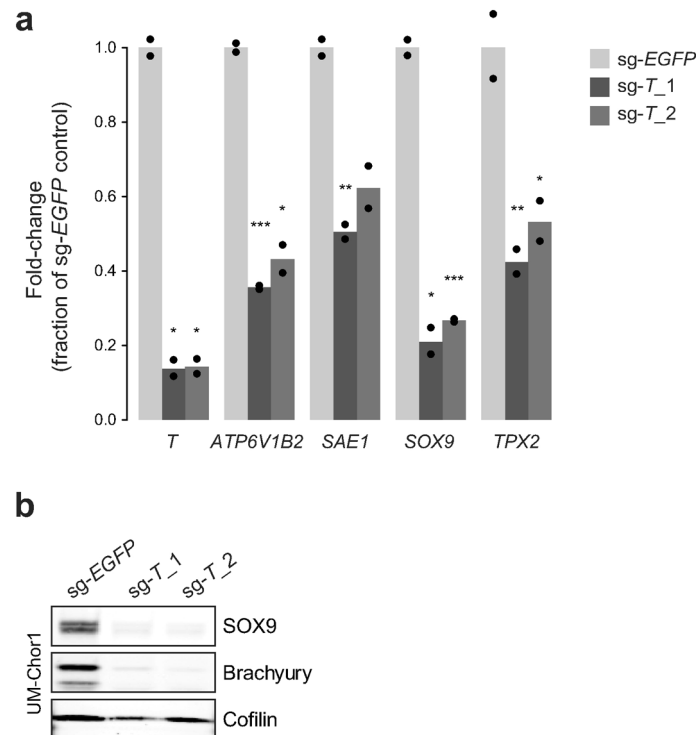 a
Fold-change
(fraction of sg-EGFP control)
1.0
0.8
0.6
0.4
0.2
0.0
* *
*** *
**
* ***
** *
T ATP6V1B2 SAE1 SOX9 TPX2
sg-EGFP
sg-T_1
sg-T_2
b
sg-EGFP sg-T_1 sg-T_2
UM-Chor1
SOX9
Brachyury
Cofilin